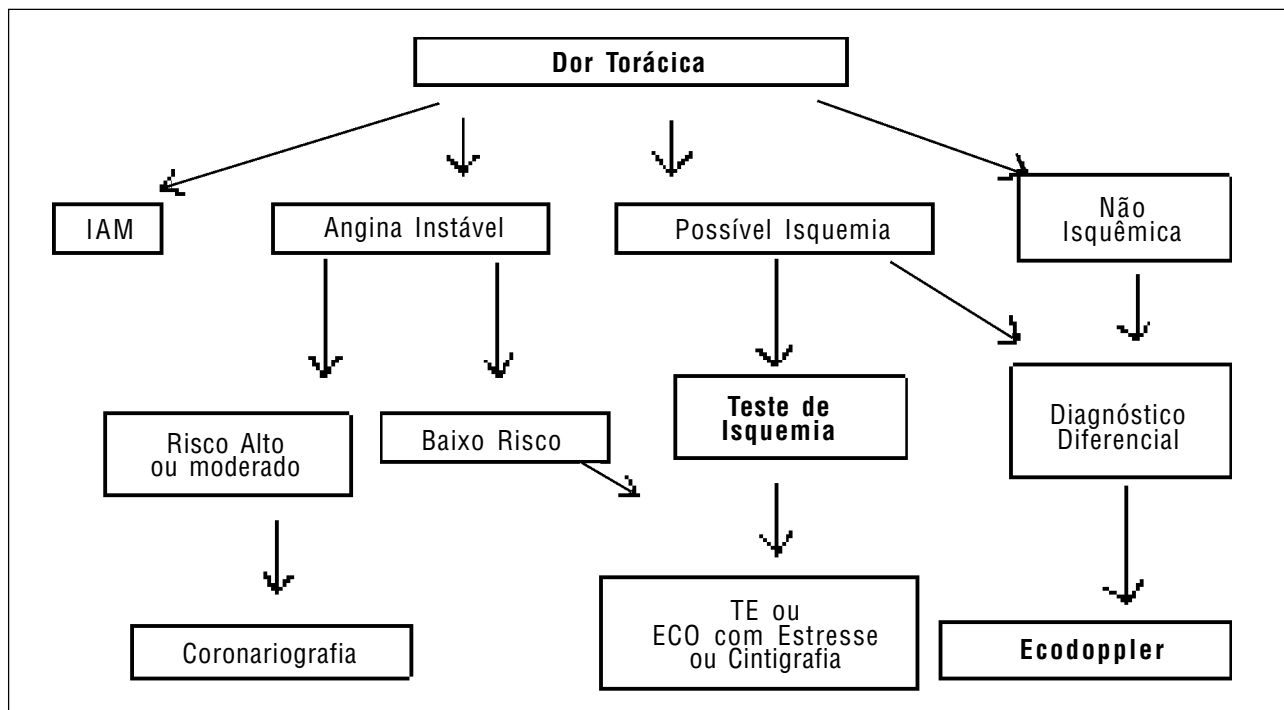 Dor Torácica
IAM
Angina Instável
Possível Isquemia
Não
Isquêmica
Risco Alto
ou moderado
Baixo Risco
Teste de
Isquemia
Diagnóstico
Diferencial
Coronariografia
TE ou
ECO com Estresse
ou Cintigrafia
Ecodoppler